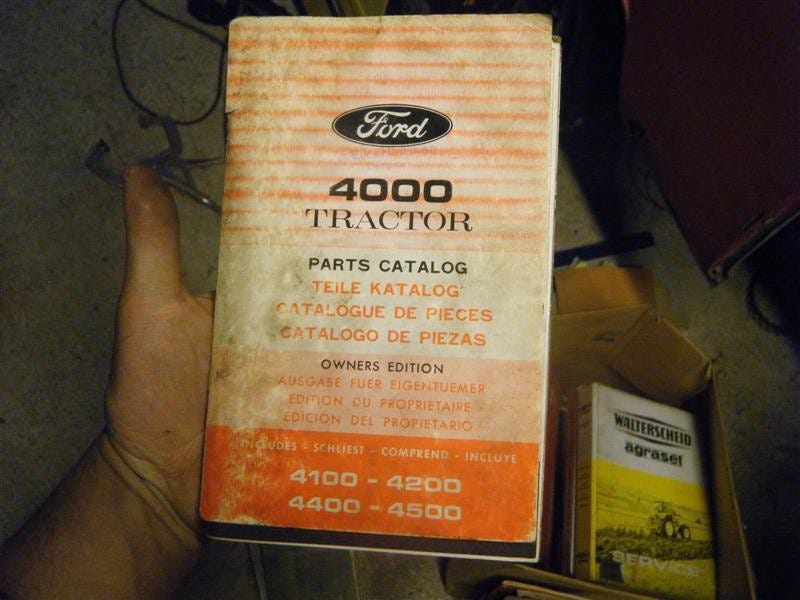 Ford
4000
TRACTOR
PARTS CATALOG
TEILE KATALOG
CATALOGUE DE PIECES
CATALOGO DE PIEZAS
OWNERS EDITION
AUSGABE FUER EIGENTUEMER
EDITION DU PROPRIETAIRE
EDICION DEL PROPIETARIO
INCLUDES - SCHLIEST - COMPREND - INCLUYE
4100 - 4200
4400 - 4500
WALTERSCHEID
agraset
SERVICE